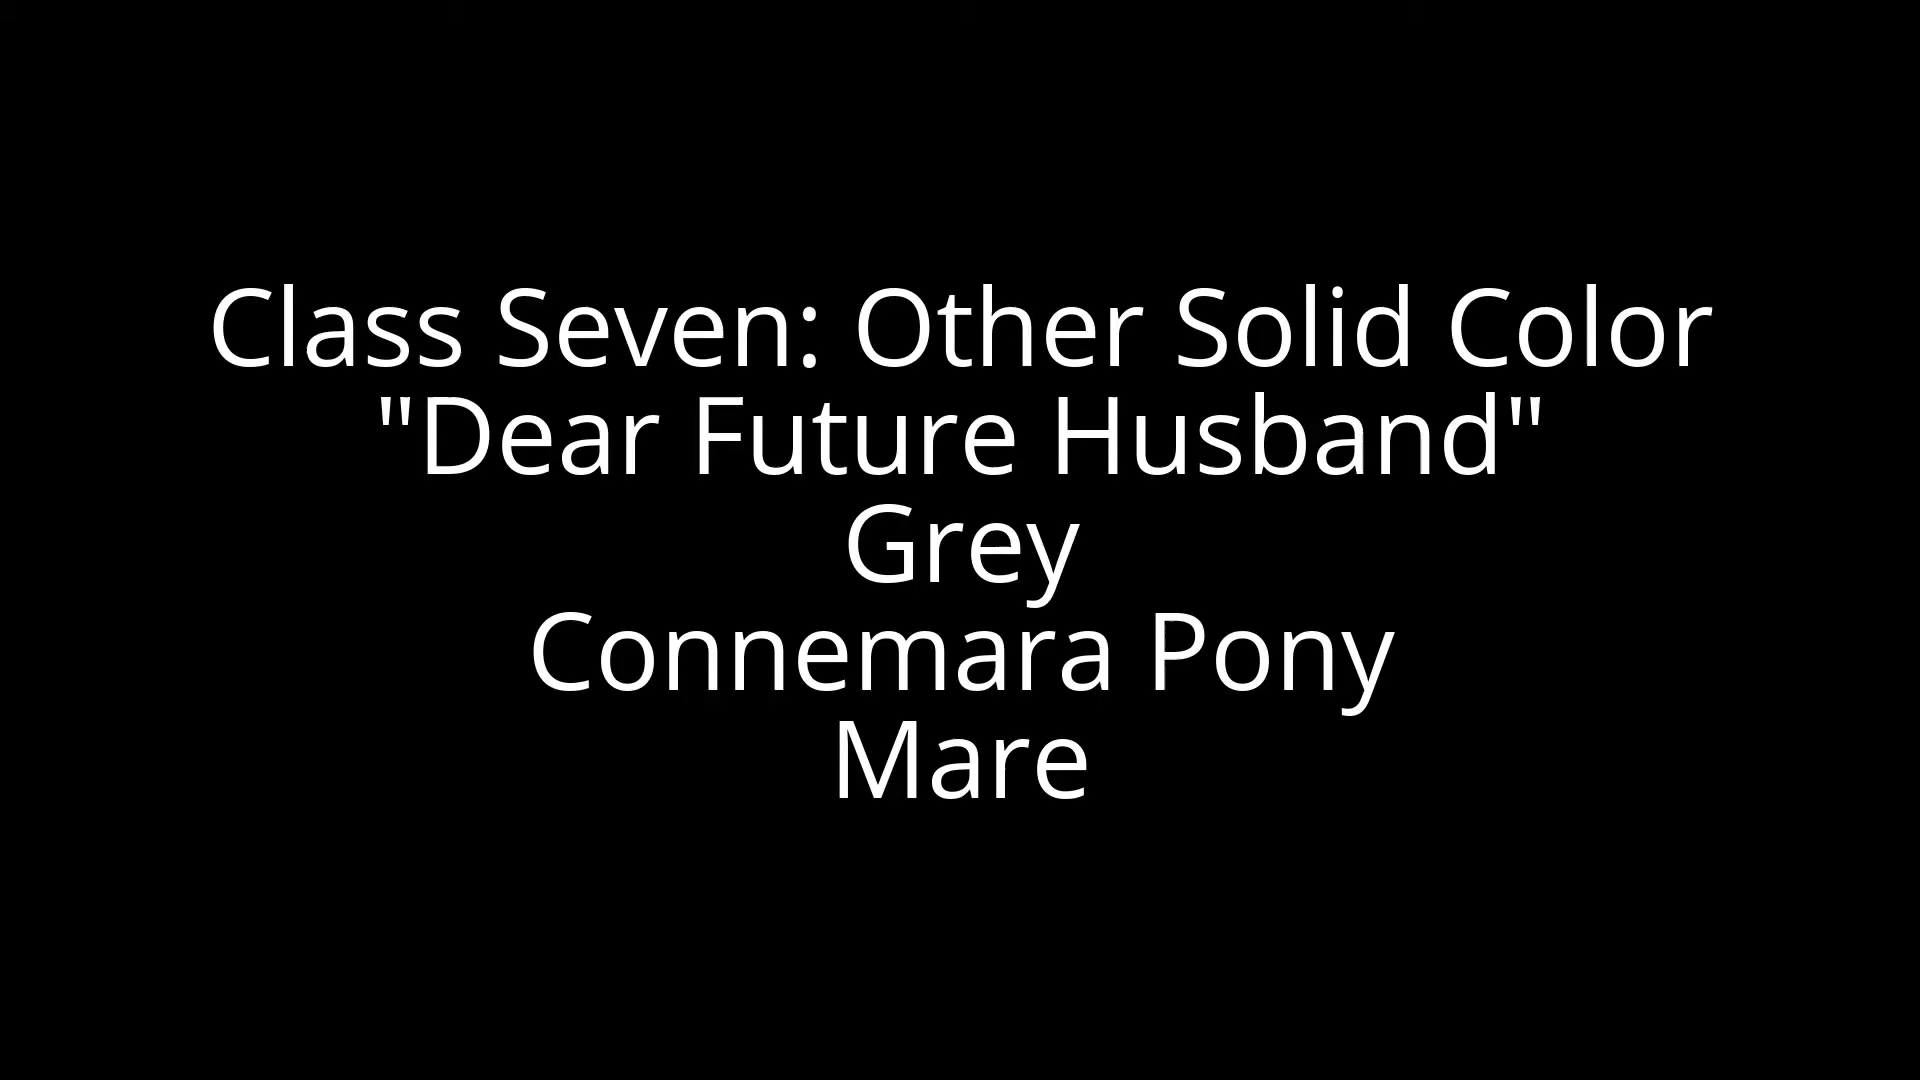 Class Seven: Other Solid Color
"Dear Future Husband"
Grey
Connemara Pony
Mare